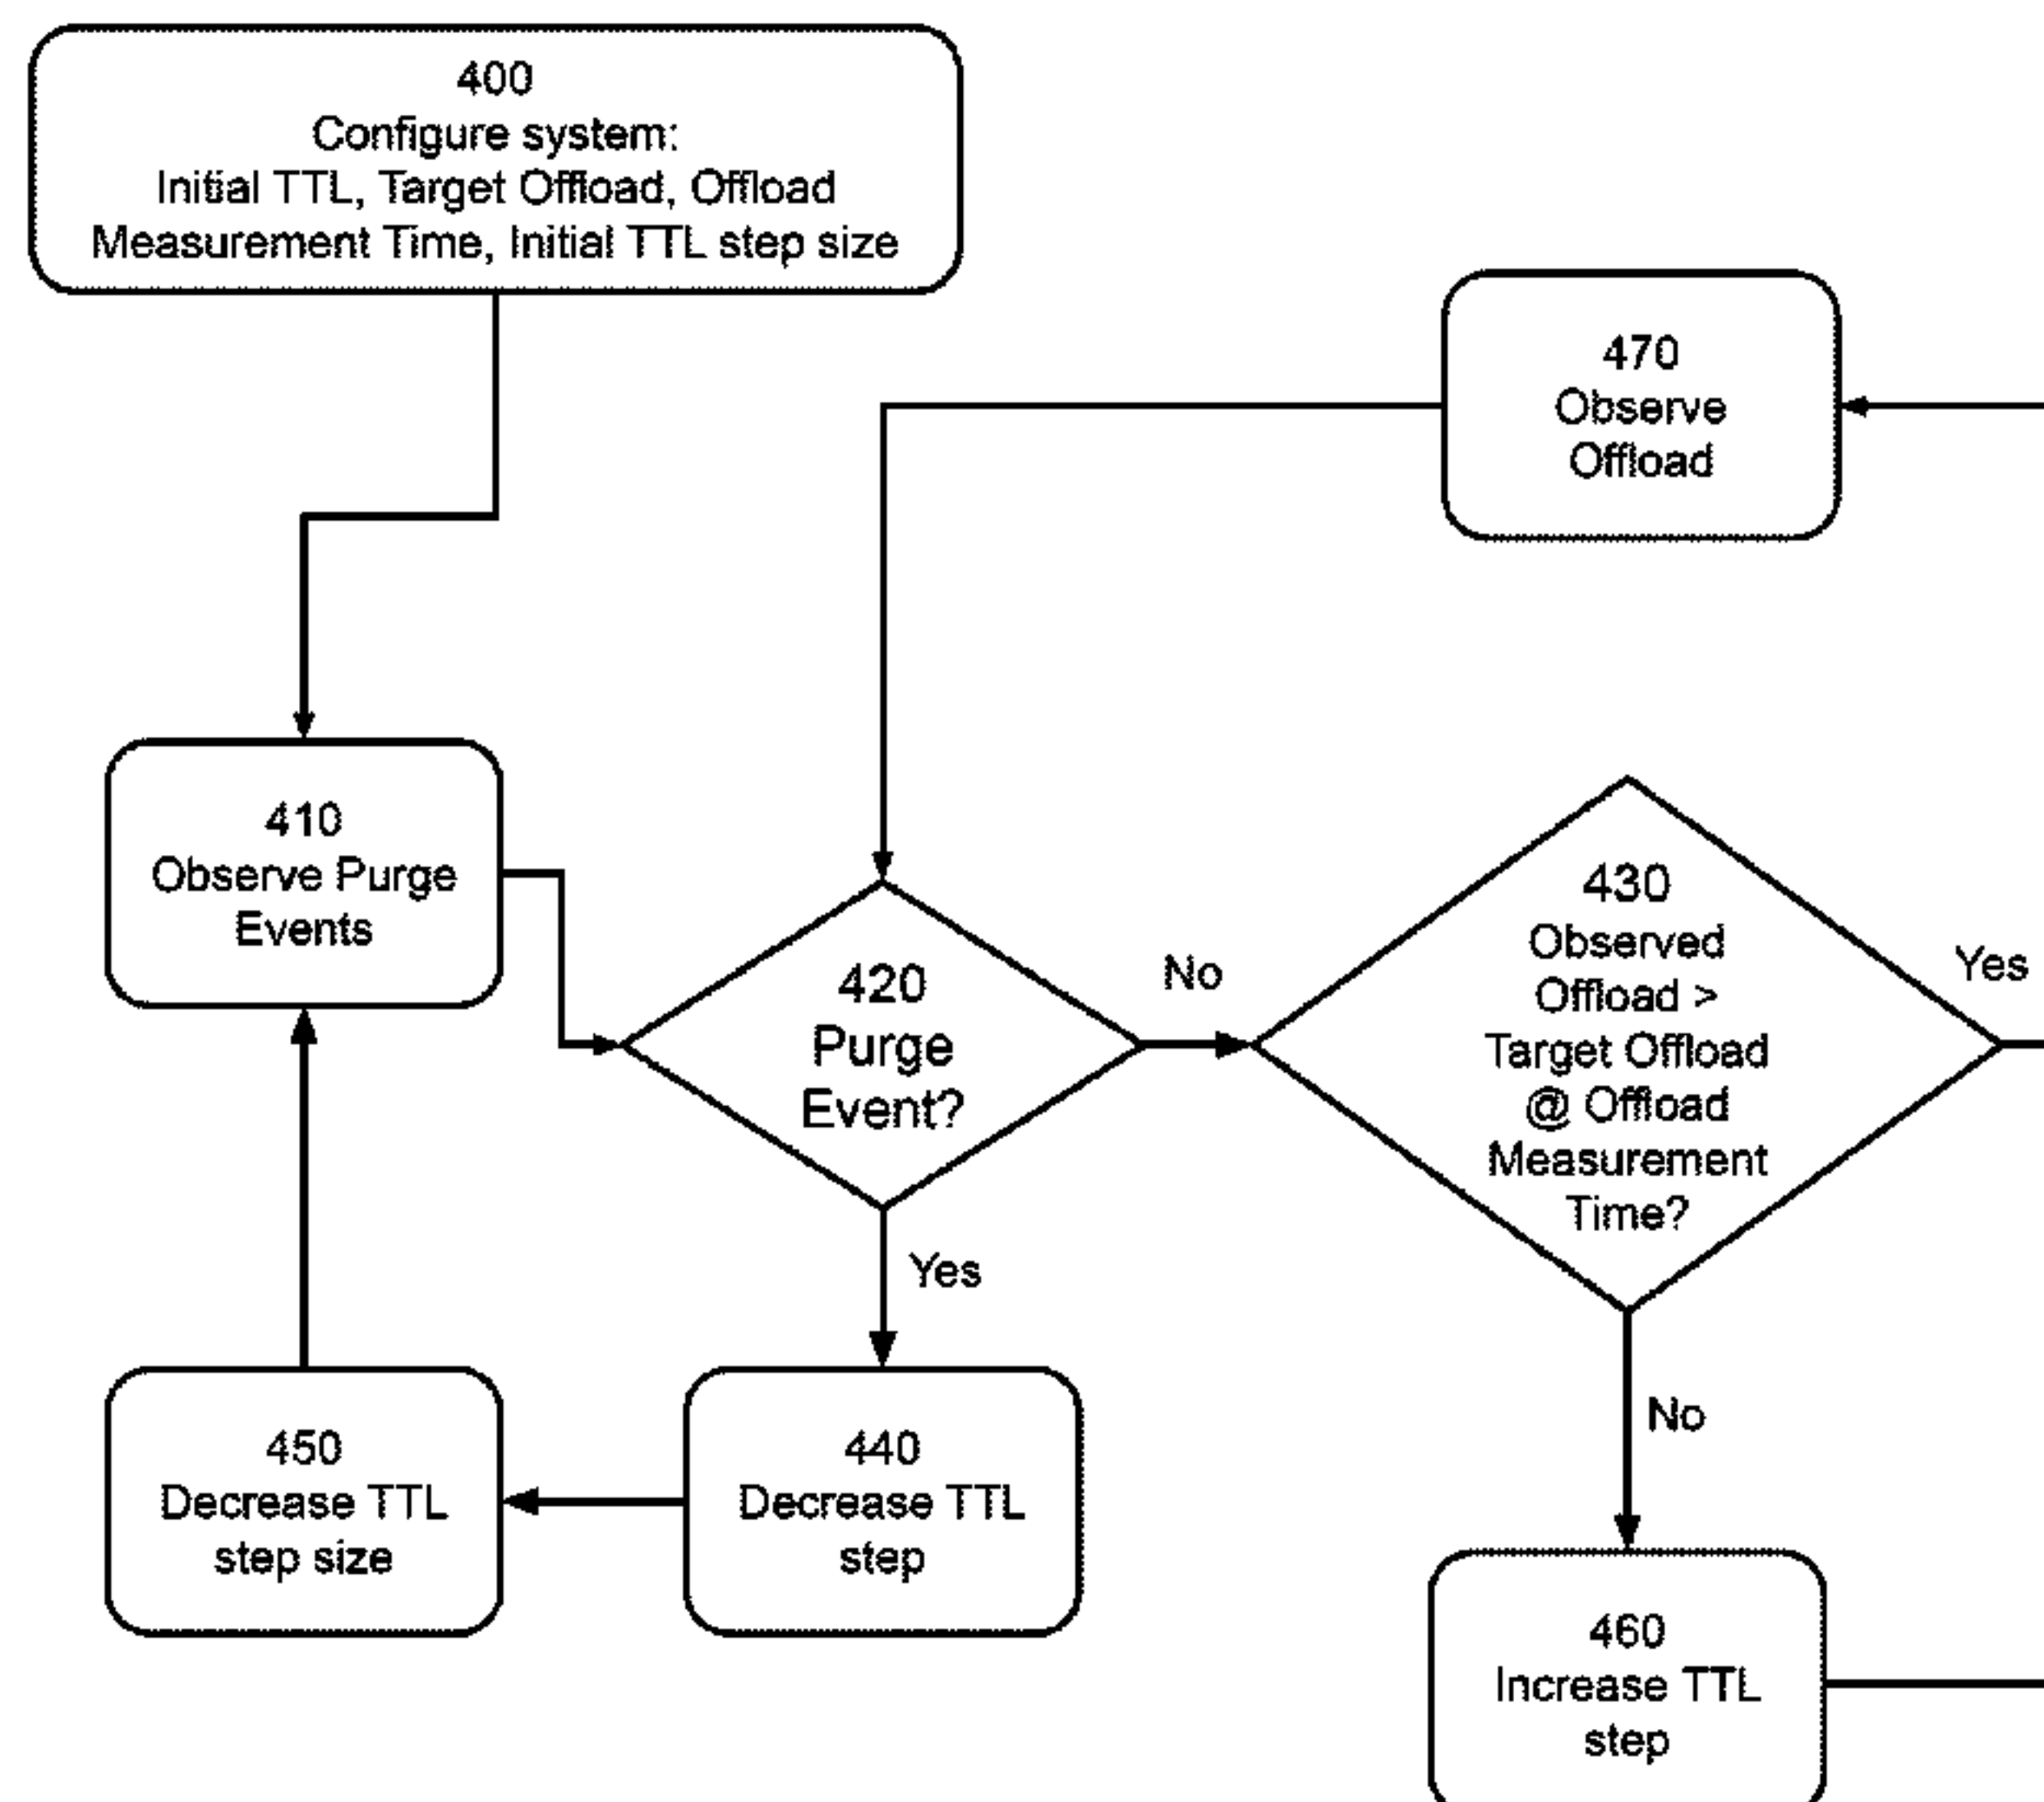 400
Configure system:
Initial TTL, Target Offload, Offload
Measurement Time, Initial TTL step size
470
Observe
Offload
410
Observe Purge
Events
420
Purge
Event?
No
430
Observed
Offload >
Target Offload
@ Offload
Measurement
Time?
Yes
Yes
No
450
Decrease TTL
step size
440
Decrease TTL
step
460
Increase TTL
step